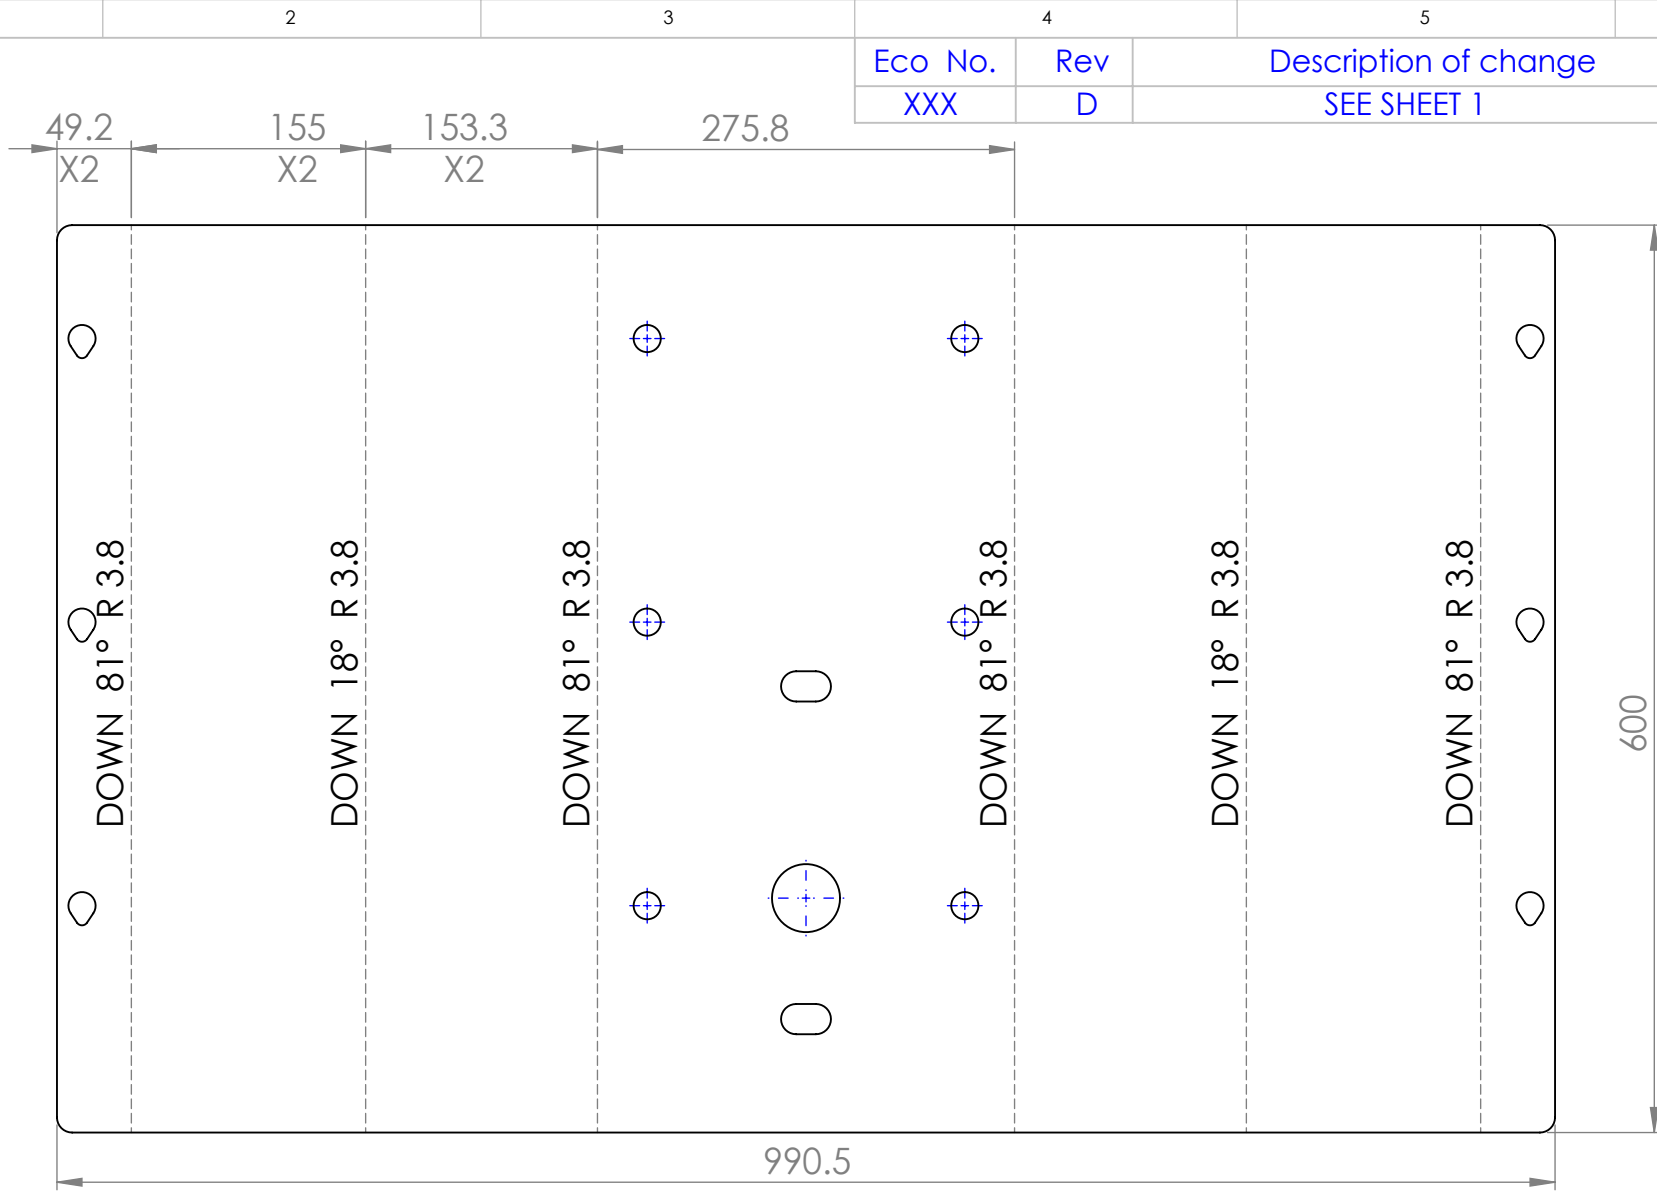 2 3 4 5
Eco No. Rev Description of change
XXX D SEE SHEET 1
49.2 155 153.3 275.8
X2 X2 X2
DOWN 81° R 3.8
DOWN 18° R 3.8
DOWN 81° R 3.8
DOWN 81° R 3.8
DOWN 18° R 3.8
DOWN 81° R 3.8
600
990.5